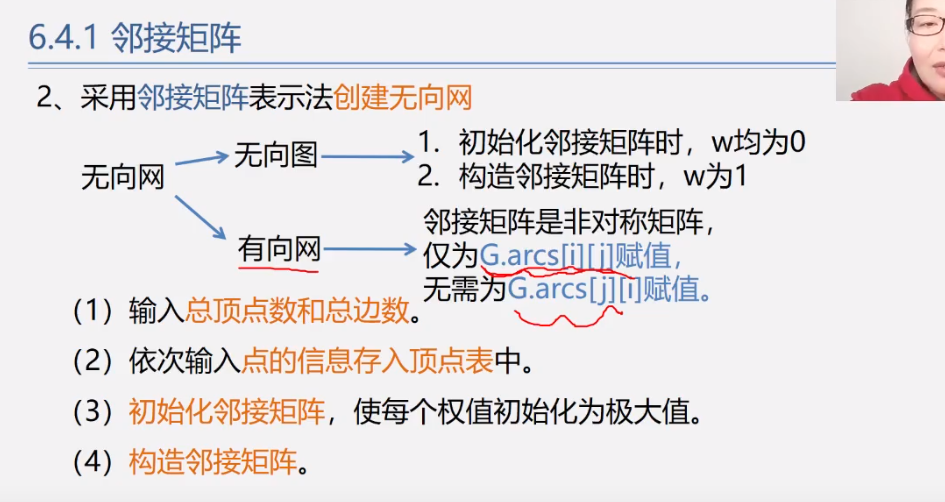 6.4.1 邻接矩阵
2、采用邻接矩阵表示法创建无向网
无向网
无向图
1. 初始化邻接矩阵时，w均为0
2. 构造邻接矩阵时，w为1
有向网
邻接矩阵是非对称矩阵，
仅为G.arcs[i][j]赋值，
无需为G.arcs[j][i]赋值。
（1）输入总顶点数和总边数。
（2）依次输入点的信息存入顶点表中。
（3）初始化邻接矩阵，使每个权值初始化为极大值。
（4）构造邻接矩阵。